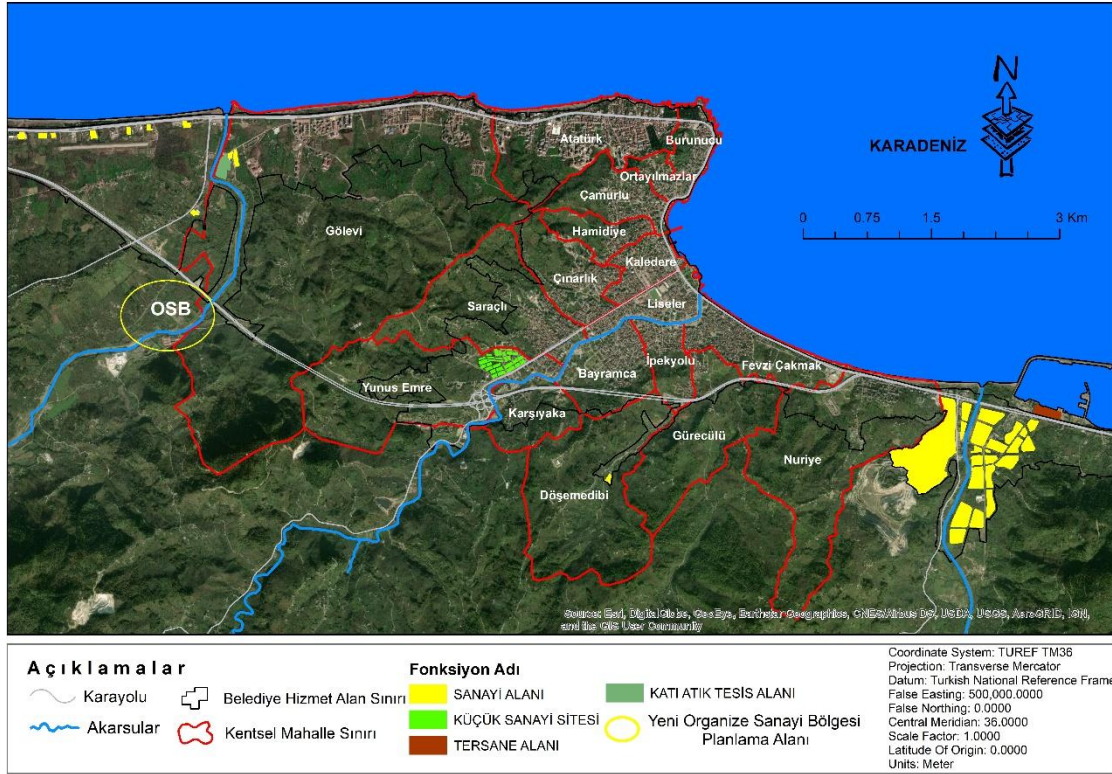 N
KARADENİZ
0 0.75 1.5 3 Km
Atatürk
Burunucu
Ortayılmazlar
Çamurlu
Gölevi
Hamidiye
Kaledere
Çınarlık
Saraçlı
Liseler
OSB
İpekyolu
Fevzi Çakmak
Bayramca
Yunus Emre
Karşıyaka
Gürecülü
Nuriye
Döşemedibi
Source: Esri, DigitalGlobe, GeoEye, Earthstar Geographics, CNES/Airbus DS, USDA, USGS, AeroGRID, IGN,
and the GIS User Community
Açıklamalar
Karayolu
Belediye Hizmet Alan Sınırı
Akarsular
Kentsel Mahalle Sınırı
Fonksiyon Adı
SANAYİ ALANI
KATI ATIK TESİS ALANI
KÜÇÜK SANAYİ SİTESİ
Yeni Organize Sanayi Bölgesi
Planlama Alanı
TERSANE ALANI
Coordinate System: TUREF TM36
Projection: Transverse Mercator
Datum: Turkish National Reference Frame
False Easting: 500,000.0000
False Northing: 0.0000
Central Meridian: 36.0000
Scale Factor: 1.0000
Latitude Of Origin: 0.0000
Units: Meter